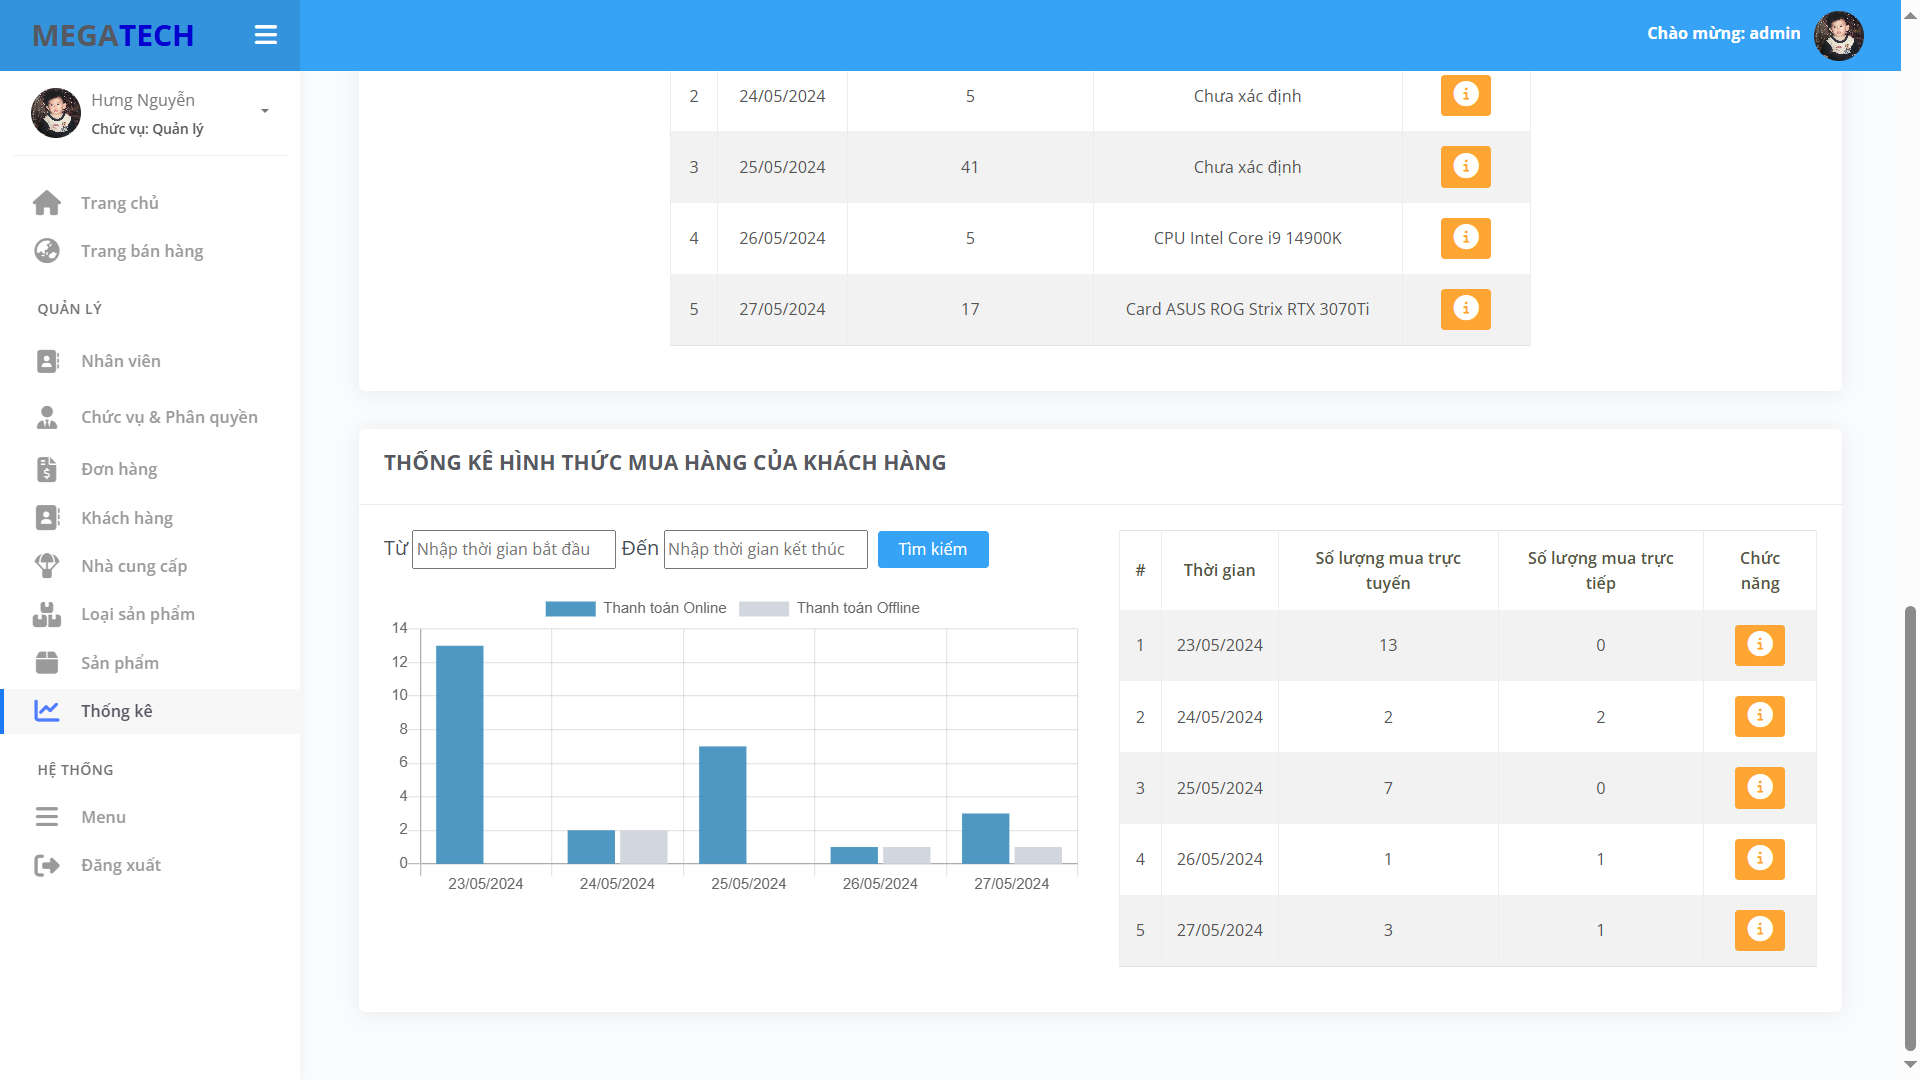 MEGATECH
Chào mừng: admin
Hưng Nguyễn
Chức vụ: Quản lý
Trang chủ
Trang bán hàng
QUẢN LÝ
Nhân viên
Chức vụ & Phân quyền
Đơn hàng
Khách hàng
Nhà cung cấp
Loại sản phẩm
Sản phẩm
Thống kê
HỆ THỐNG
Menu
Đăng xuất
2 24/05/2024 5 Chưa xác định
3 25/05/2024 41 Chưa xác định
4 26/05/2024 5 CPU Intel Core i9 14900K
5 27/05/2024 17 Card ASUS ROG Strix RTX 3070Ti
THỐNG KÊ HÌNH THỨC MUA HÀNG CỦA KHÁCH HÀNG
Từ Nhập thời gian bắt đầu Đến Nhập thời gian kết thúc Tìm kiếm
Thanh toán Online Thanh toán Offline
14
12
10
8
6
4
2
0
23/05/2024 24/05/2024 25/05/2024 26/05/2024 27/05/2024
# Thời gian Số lượng mua trực tuyến Số lượng mua trực tiếp Chức năng
1 23/05/2024 13 0
2 24/05/2024 2 2
3 25/05/2024 7 0
4 26/05/2024 1 1
5 27/05/2024 3 1